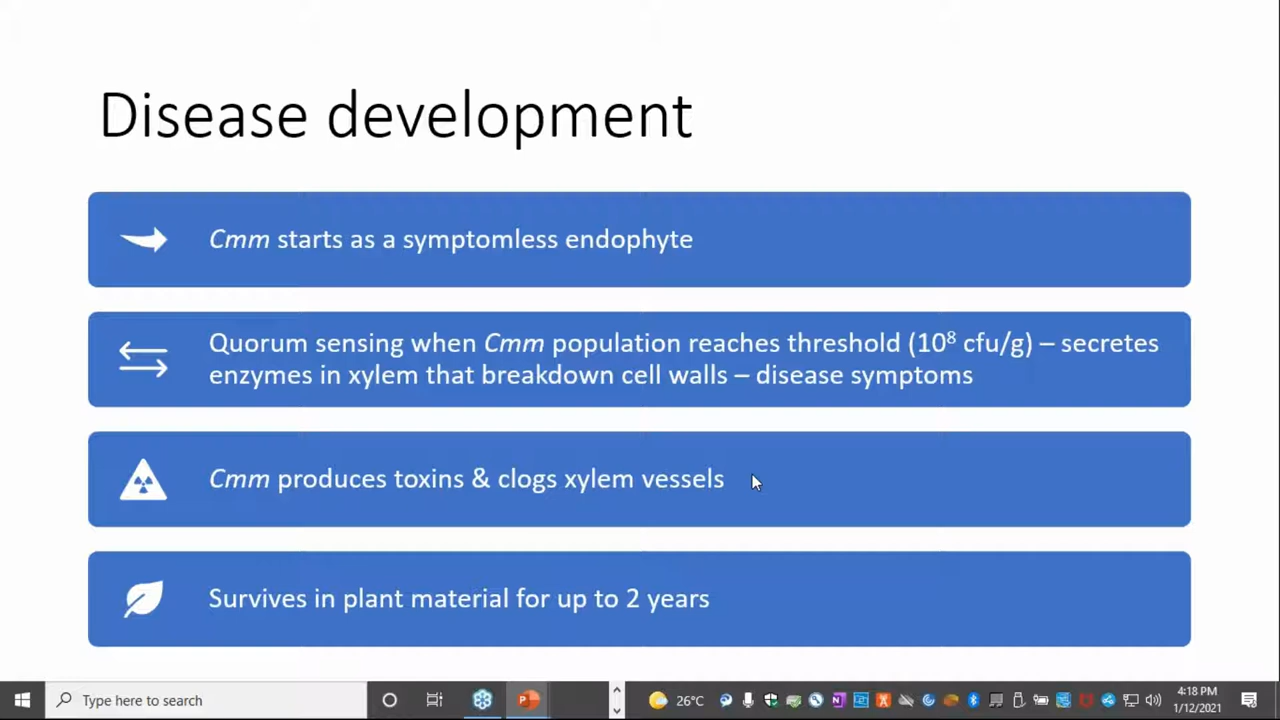 Disease development
Cmm starts as a symptomless endophyte
Quorum sensing when Cmm population reaches threshold (10⁸ cfu/g) – secretes
enzymes in xylem that breakdown cell walls – disease symptoms
Cmm produces toxins & clogs xylem vessels
Survives in plant material for up to 2 years
Type here to search
26°C
4:18 PM
1/12/2021